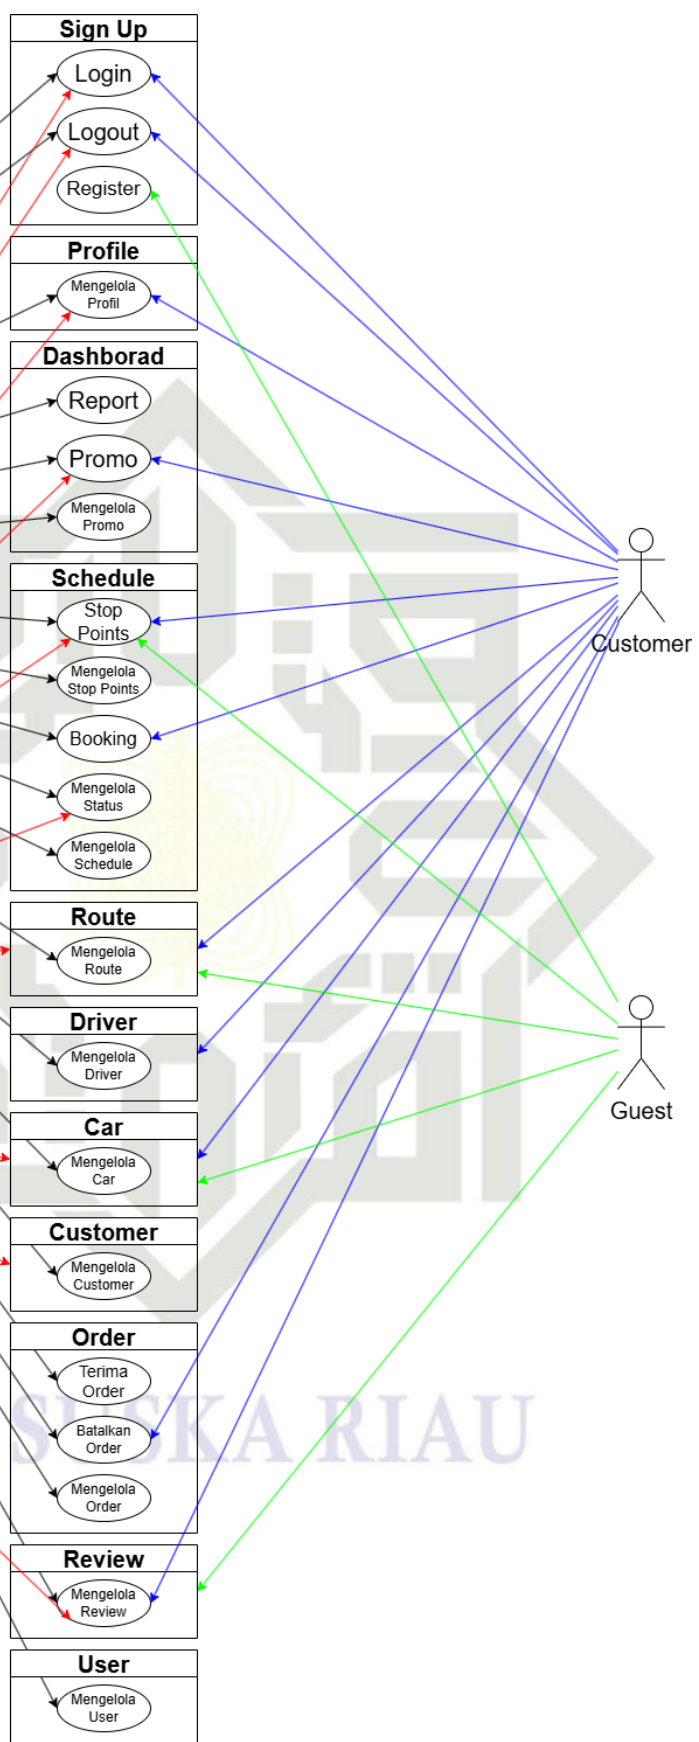 Sign Up
Login
Logout
Register
Profile
Mengelola
Profil
Dashborad
Report
Promo
Mengelola
Promo
Schedule
Stop
Points
Mengelola
Stop Points
Booking
Mengelola
Status
Mengelola
Schedule
Route
Mengelola
Route
Driver
Mengelola
Driver
Car
Mengelola
Car
Customer
Mengelola
Customer
Order
Terima
Order
Batalkan
Order
Mengelola
Order
Review
Mengelola
Review
User
Mengelola
User
Customer
Guest
SUSKA RIAU